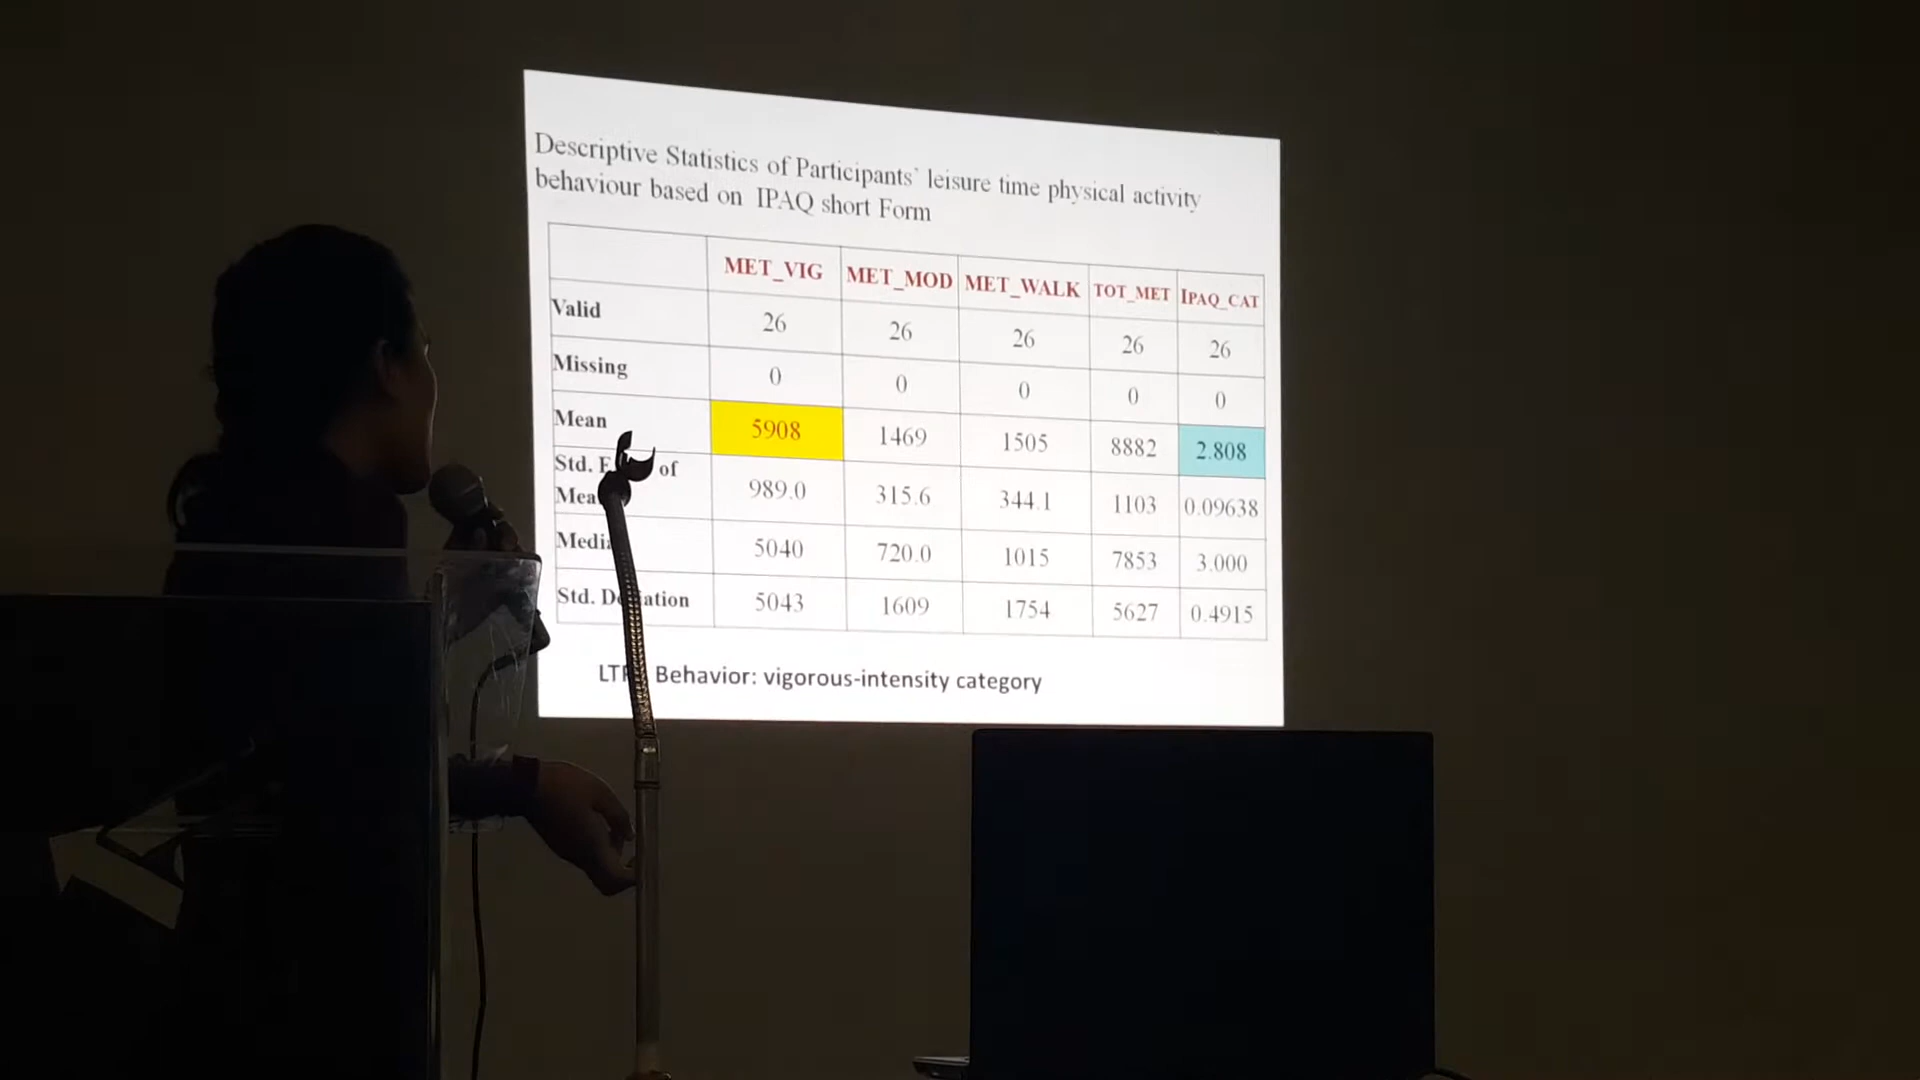 Descriptive Statistics of Participants` leisure time physical activity
behaviour based on IPAQ short Form
MET_VIG MET_MOD MET_WALK TOT_MET IPAQ_CAT
Valid 26 26 26 26 26
Missing 0 0 0 0 0
Mean 5908 1469 1505 8882 2.808
Std. of
989.0 315.6 344.1 1103 0.09638
5040 720.0 1015 7853 3.000
Std. 5043 1609 1754 5627 0.4915
Behavior: vigorous-intensity category